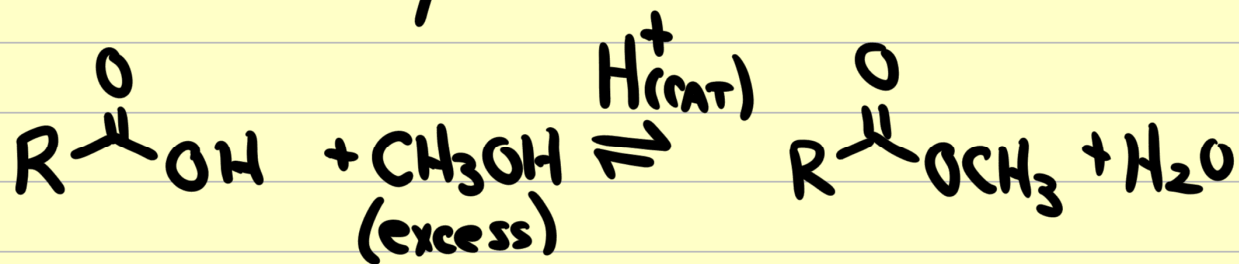 H⁺(CAT)
O O
R OH + CH₃OH ⇌ R OCH₃ + H₂O
(excess)